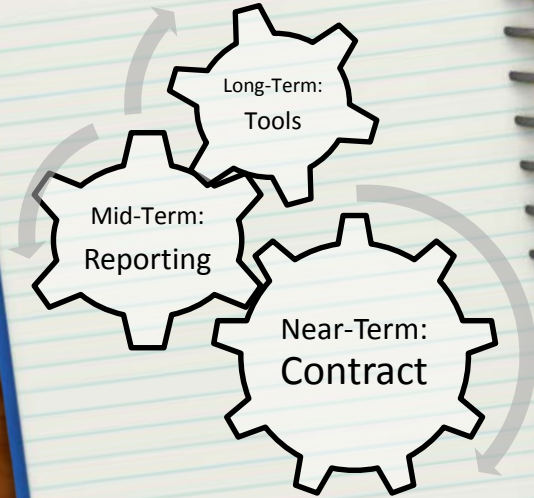 Long-Term:
Tools
Mid-Term:
Reporting
Near-Term:
Contract